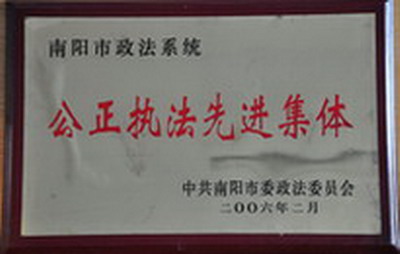 南阳市政法系统
公正执法先进集体
中共南阳市委政法委员会
二〇〇六年二月